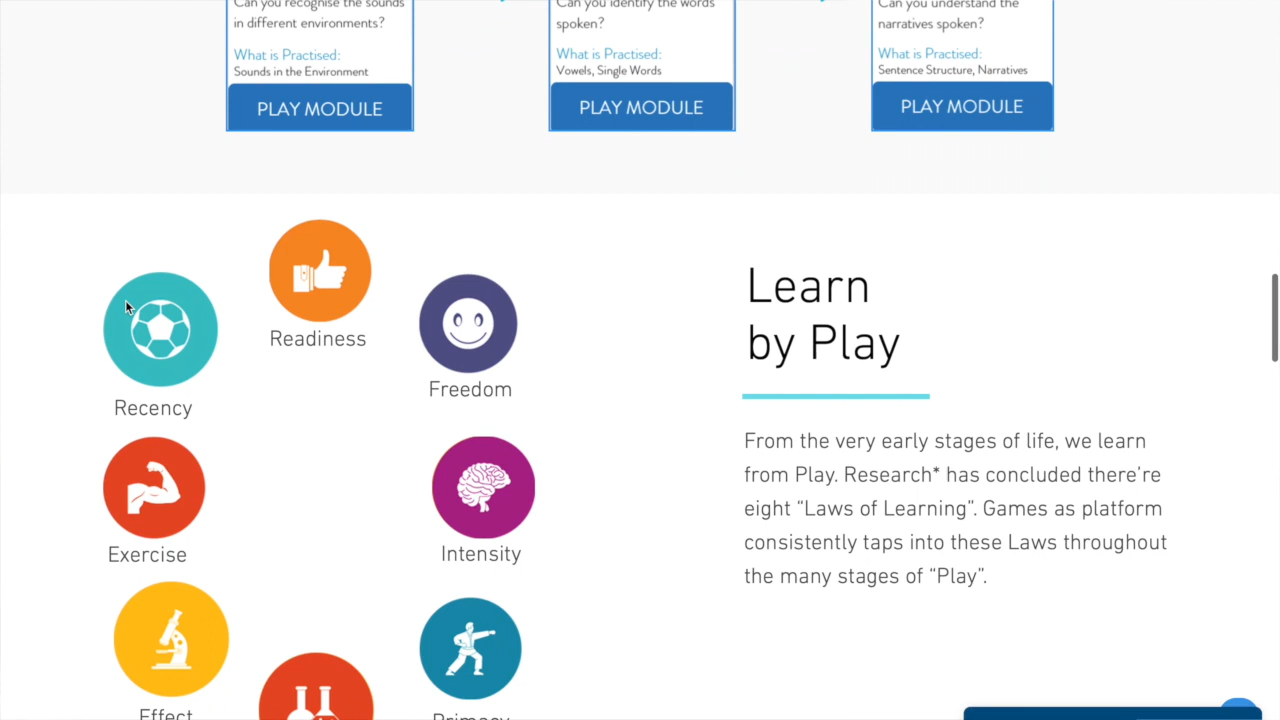 Can you recognise the sounds
in different environments?
What is Practised:
Sounds in the Environment
PLAY MODULE
Can you identify the words
spoken?
What is Practised:
Vowels, Single Words
PLAY MODULE
Can you understand the
narratives spoken?
What is Practised:
Sentence Structure, Narratives
PLAY MODULE
Readiness
Freedom
Recency
Exercise
Intensity
Effect
Primacy
Learn
by Play
From the very early stages of life, we learn
from Play. Research* has concluded there're
eight “Laws of Learning”. Games as platform
consistently taps into these Laws throughout
the many stages of “Play”.